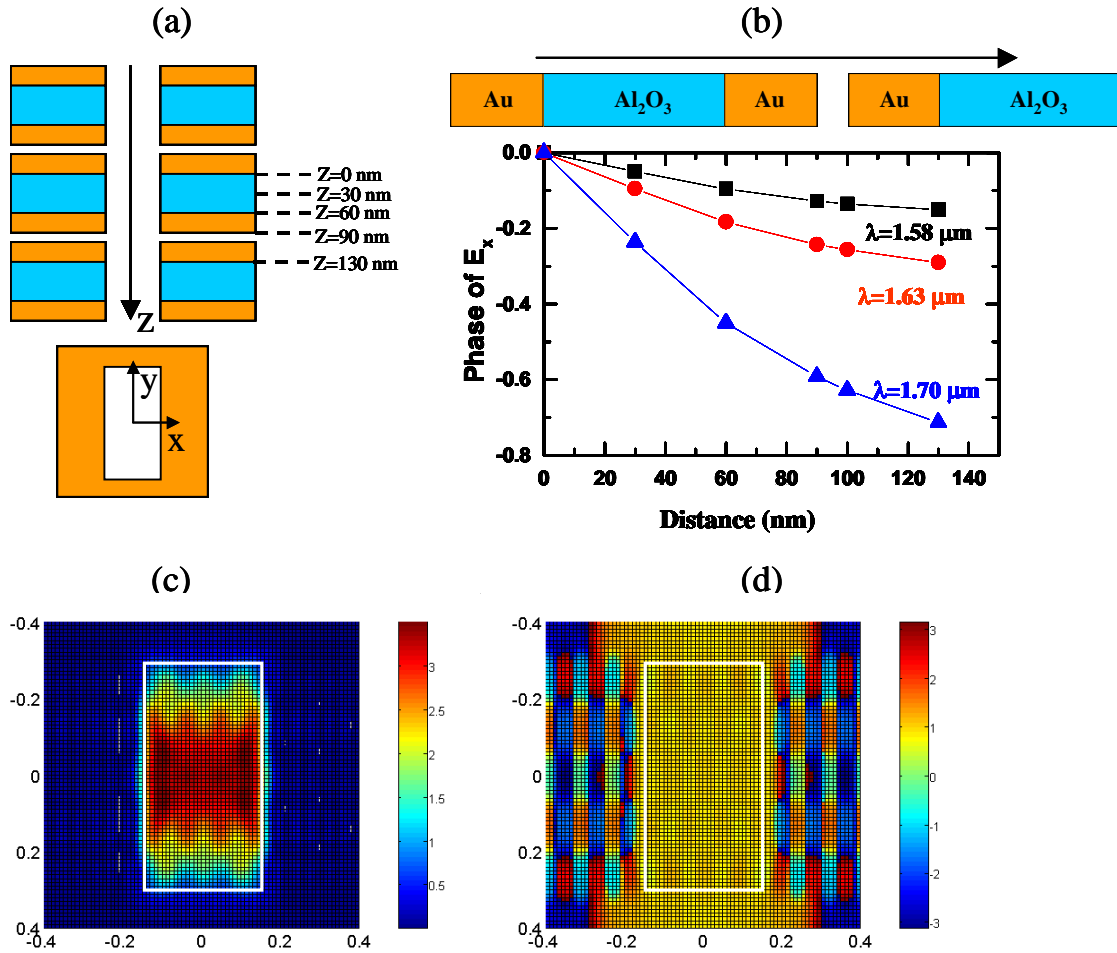 (a)
Z=0 nm
Z=30 nm
Z=60 nm
Z=90 nm
Z=130 nm
Z
y
x
(b)
Au Al₂O₃ Au Au Al₂O₃
Phase of Eₓ
0.0
-0.2
-0.4
-0.6
-0.8
λ=1.58 μm
λ=1.63 μm
λ=1.70 μm
0 20 40 60 80 100 120 140
Distance (nm)
(c)
-0.4
-0.2
0
0.2
0.4
-0.4 -0.2 0 0.2 0.4
3
2.5
2
1.5
1
0.5
(d)
-0.4
-0.2
0
0.2
0.4
-0.4 -0.2 0 0.2 0.4
3
2
1
0
-1
-2
-3